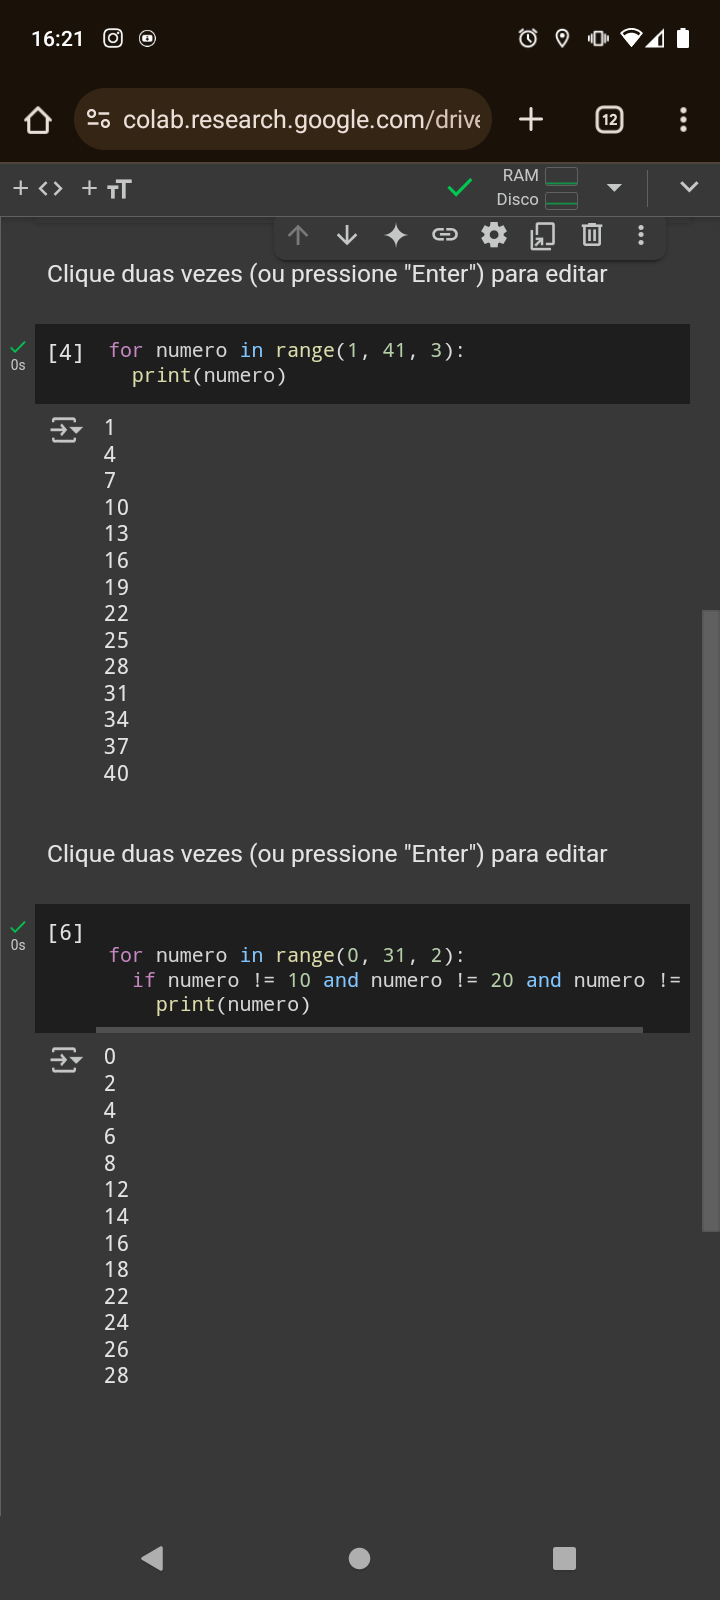 16:21
12
colab.research.google.com/drive
RAM
Disco
Clique duas vezes (ou pressione "Enter") para editar
0s
[4] for numero in range(1, 41, 3):
print(numero)
1
4
7
10
13
16
19
22
25
28
31
34
37
40
Clique duas vezes (ou pressione "Enter") para editar
0s
[6]
for numero in range(0, 31, 2):
if numero != 10 and numero != 20 and numero !=
print(numero)
0
2
4
6
8
12
14
16
18
22
24
26
28